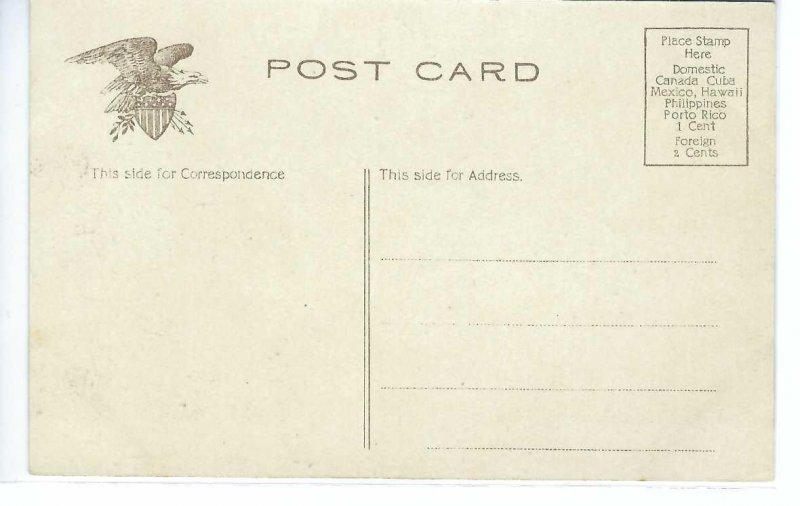 POST CARD
Place Stamp
Here
Domestic
Canada Cuba
Mexico, Hawaii
Philippines
Porto Rico
1 Cent
Foreign
2 Cents
This side for Correspondence
This side for Address.